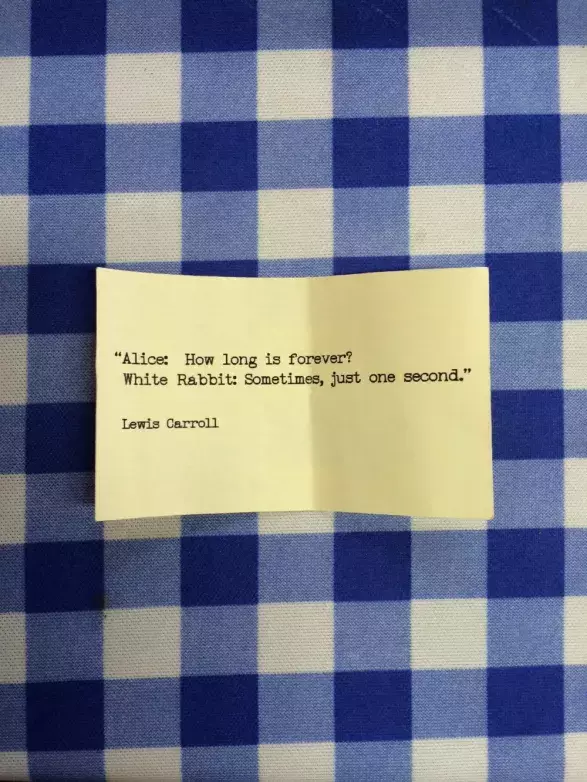 “Alice:  How long is forever?
White Rabbit: Sometimes, just one second.”
Lewis Carroll